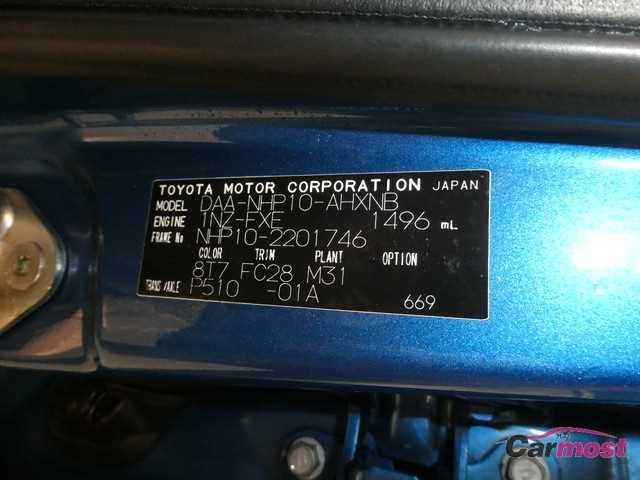 TOYOTA MOTOR CORPORATION JAPAN
MODEL DAA-NHP10-AHXNB
ENGINE 1NZ-FXE 1496 mL
FRAME No NHP10-2201746
COLOR TRIM PLANT OPTION
8T7 FC28 M31
TRANS/AXLE P510 -01A
669
Carmost